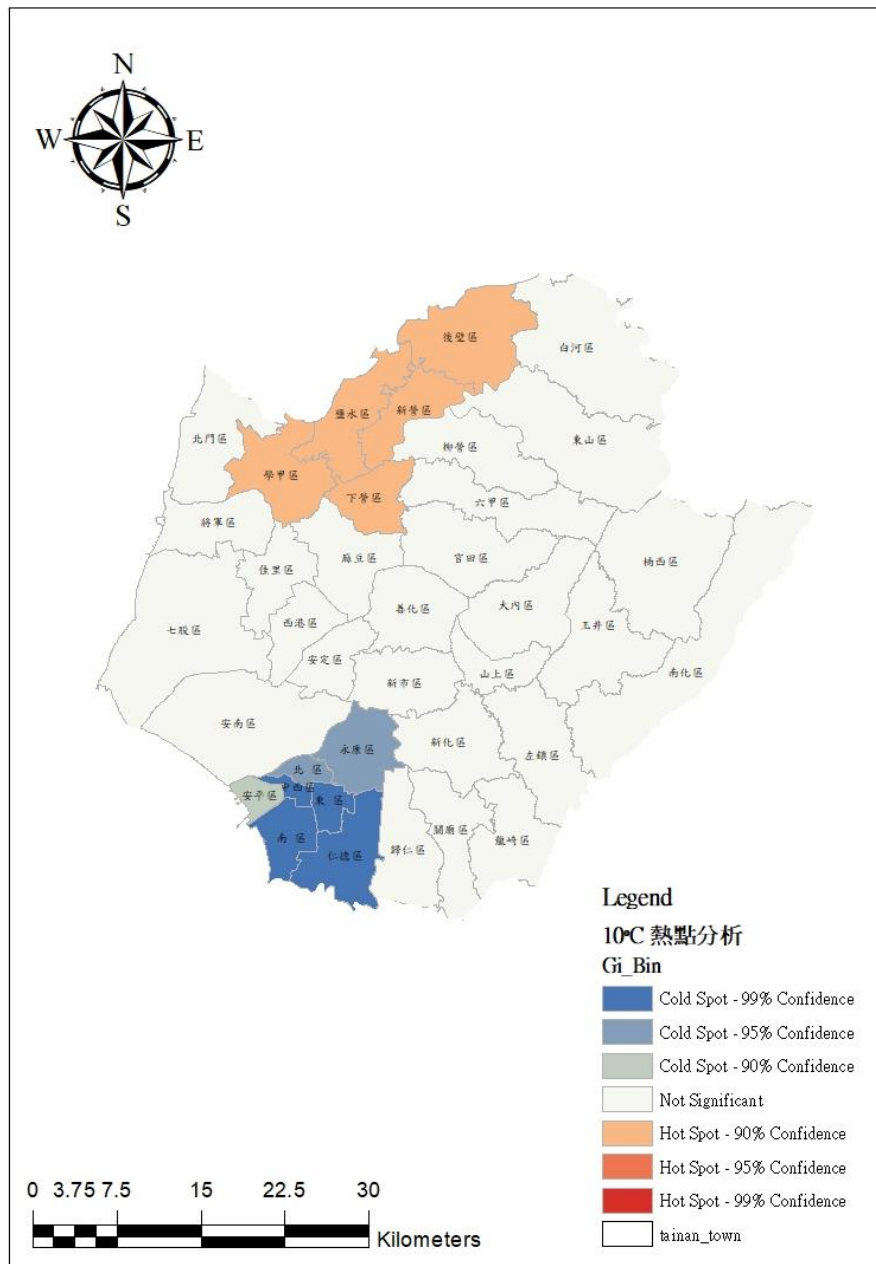 N
W E
S
後壁區
白河區
鹽水區
新營區
北門區
柳營區
東山區
學甲區
下營區
六甲區
將軍區
麻豆區
官田區
楠西區
佳里區
善化區
大內區
玉井區
七股區
西港區
安定區
新市區
山上區
南化區
安南區
永康區
新化區
左鎮區
北 區
中西區
安平區
東 區
南 區
仁德區
歸仁區
關廟區
龍崎區
Legend
10°C 熱點分析
Gi_Bin
Cold Spot - 99% Confidence
Cold Spot - 95% Confidence
Cold Spot - 90% Confidence
Not Significant
Hot Spot - 90% Confidence
Hot Spot - 95% Confidence
Hot Spot - 99% Confidence
tainan_town
0 3.75 7.5 15 22.5 30
Kilometers